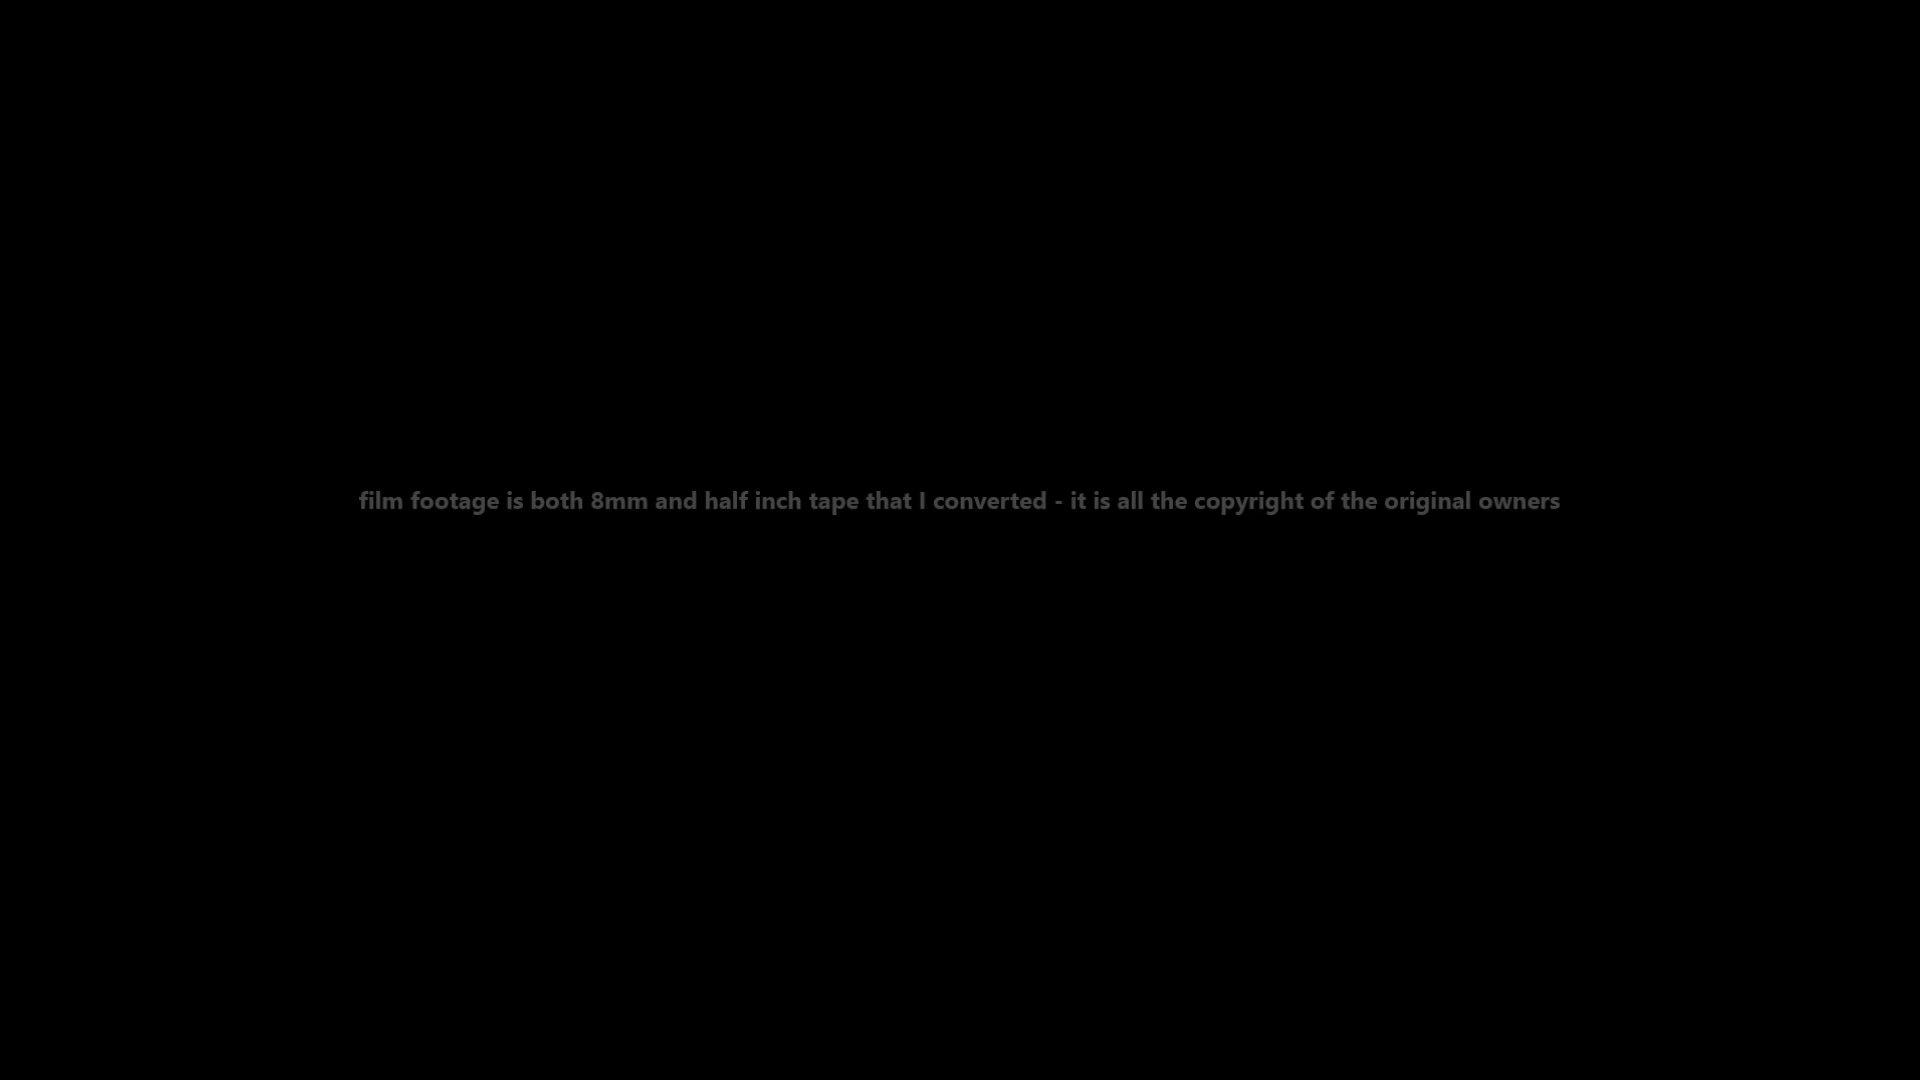 film footage is both 8mm and half inch tape that I converted - it is all the copyright of the original owners